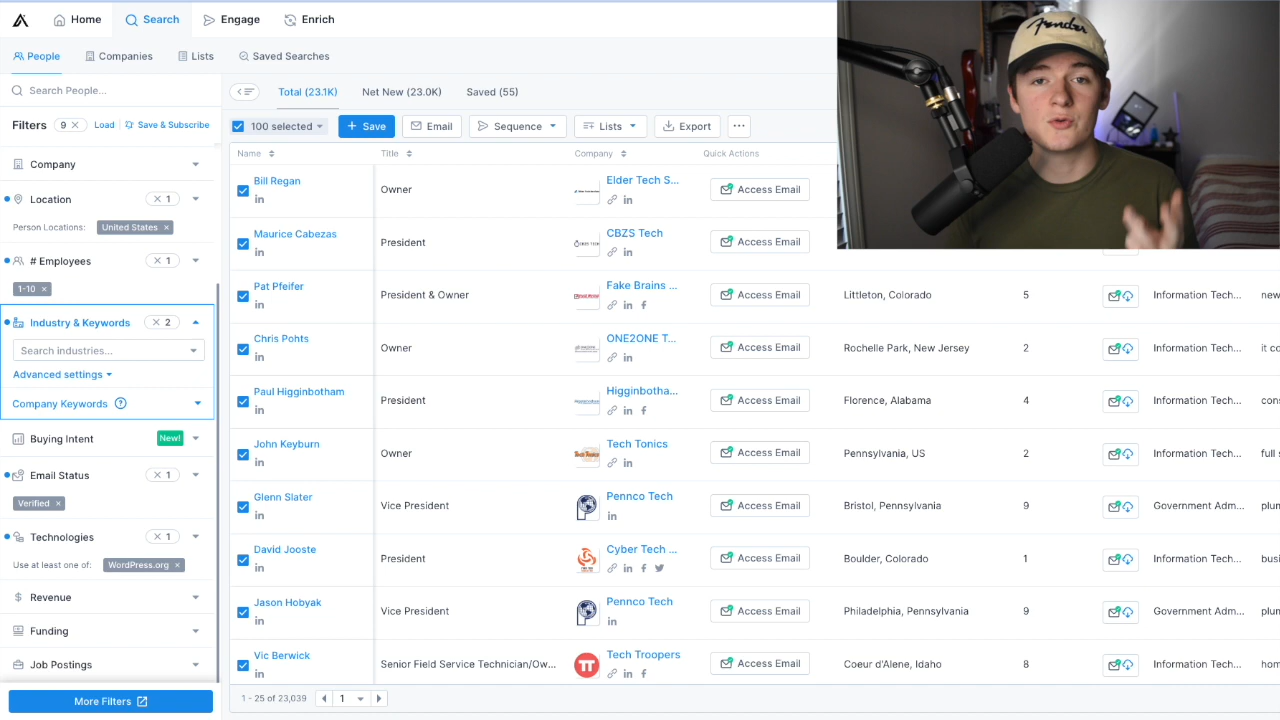 Home Search Engage Enrich
People Companies Lists Saved Searches
Search People...
Total (23.1K) Net New (23.0K) Saved (55)
Filters 9 Load Save & Subscribe
100 selected + Save Email Sequence Lists Export ...
Name Title Company Quick Actions
Company
Location 1
Person Locations: United States
# Employees 1
1-10
Industry & Keywords 2
Search industries...
Advanced settings
Company Keywords ?
Buying Intent New!
Email Status 1
Verified
Technologies 1
Use at least one of: WordPress.org
Revenue
Funding
Job Postings
More Filters
Bill Regan Owner Elder Tech S... Access Email
Maurice Cabezas President CBZS Tech Access Email
Pat Pfeifer President & Owner Fake Brains ... Access Email Littleton, Colorado 5 Information Tech... new
Chris Pohts Owner ONE2ONE T... Access Email Rochelle Park, New Jersey 2 Information Tech... it co
Paul Higginbotham President Higginbotha... Access Email Florence, Alabama 4 Information Tech... cons
John Keyburn Owner Tech Tonics Access Email Pennsylvania, US 2 Information Tech... full s
Glenn Slater Vice President Pennco Tech Access Email Bristol, Pennsylvania 9 Government Adm... plun
David Jooste President Cyber Tech ... Access Email Boulder, Colorado 1 Information Tech... busi
Jason Hobyak Vice President Pennco Tech Access Email Philadelphia, Pennsylvania 9 Government Adm... plun
Vic Berwick Senior Field Service Technician/Ow... Tech Troopers Access Email Coeur d'Alene, Idaho 8 Information Tech... hom
1 - 25 of 23,039 1
Fender